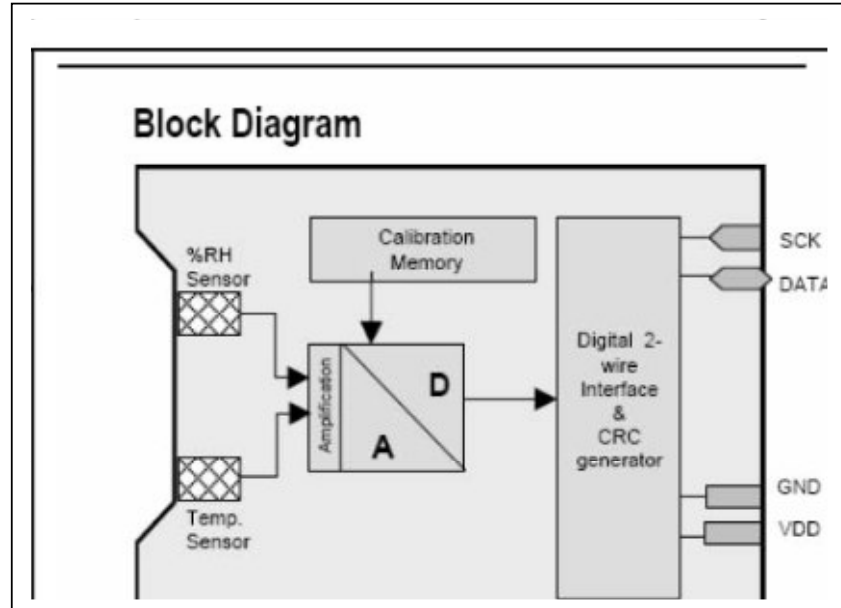 Block Diagram
%RH
Sensor
Calibration
Memory
SCK
DATA
Amplification
D
A
Digital 2-
wire
Interface
&
CRC
generator
Temp.
Sensor
GND
VDD